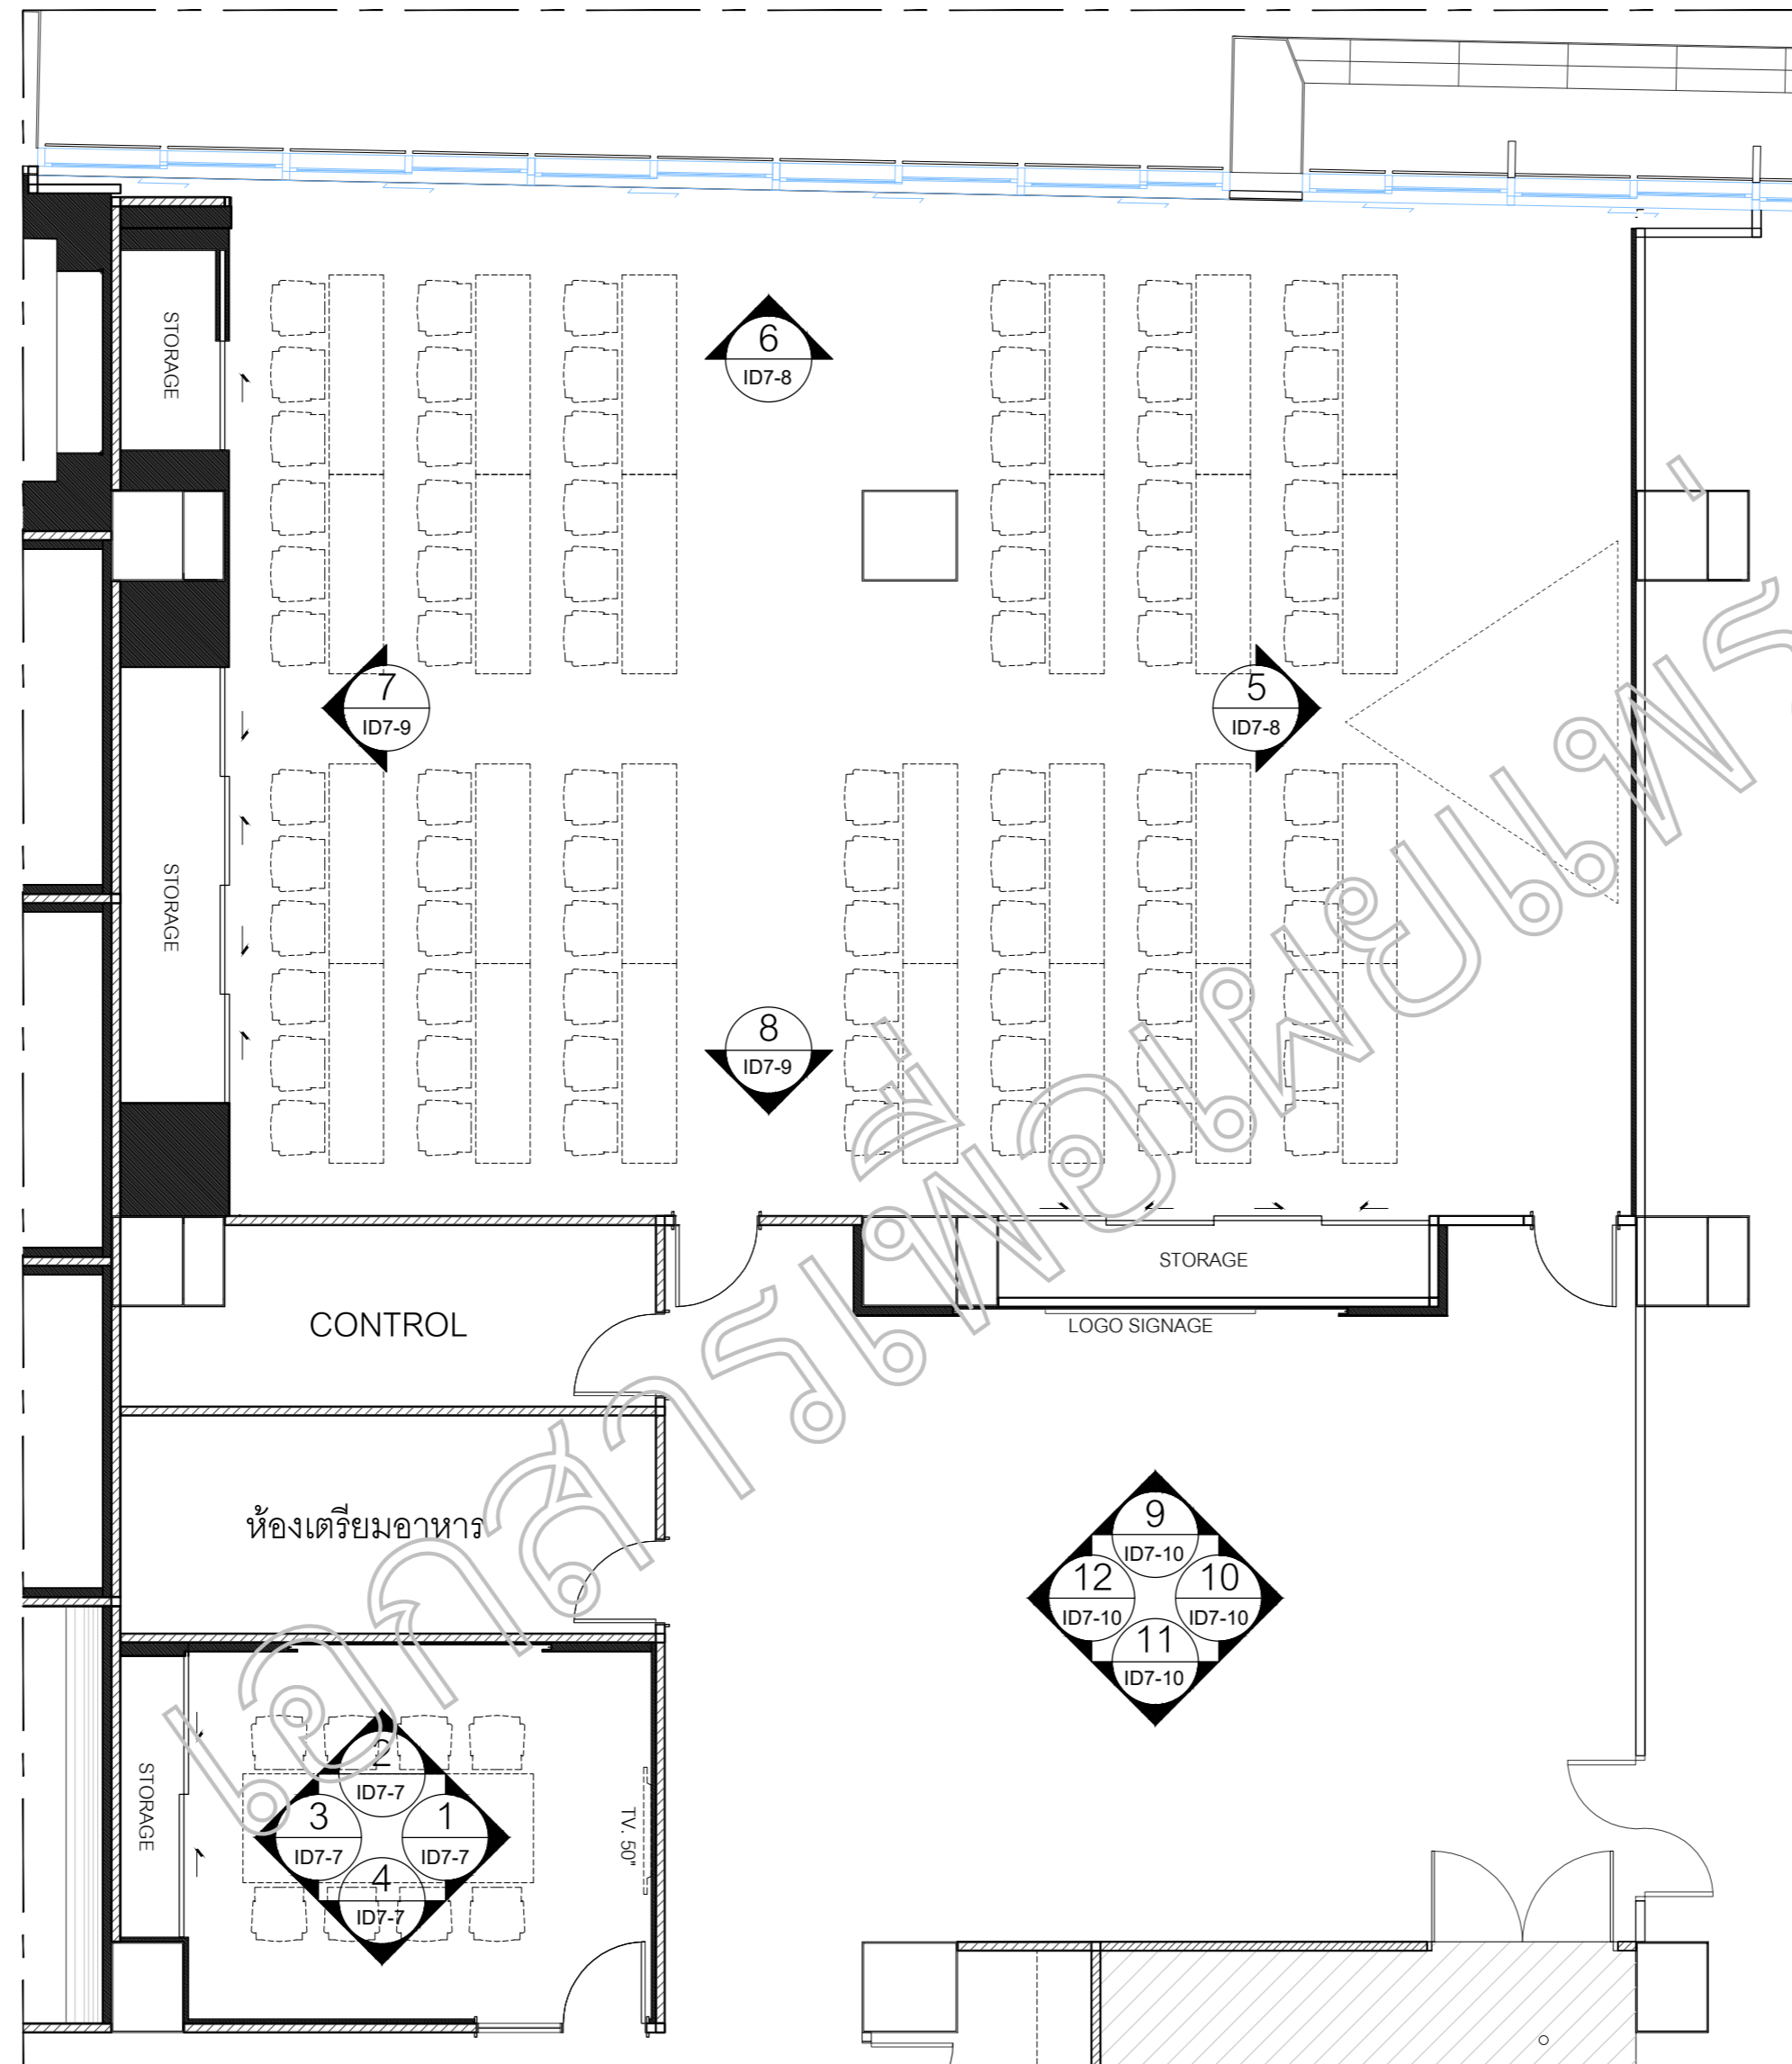 STORAGE
6
ID7-8
7
ID7-9
5
ID7-8
STORAGE
8
ID7-9
STORAGE
LOGO SIGNAGE
CONTROL
ห้องเตรียมอาหาร
9
ID7-10
12
ID7-10
10
ID7-10
11
ID7-10
STORAGE
2
ID7-7
3
ID7-7
1
ID7-7
4
ID7-7
TV. 50"
เอกสารเพื่อเผยแพร่